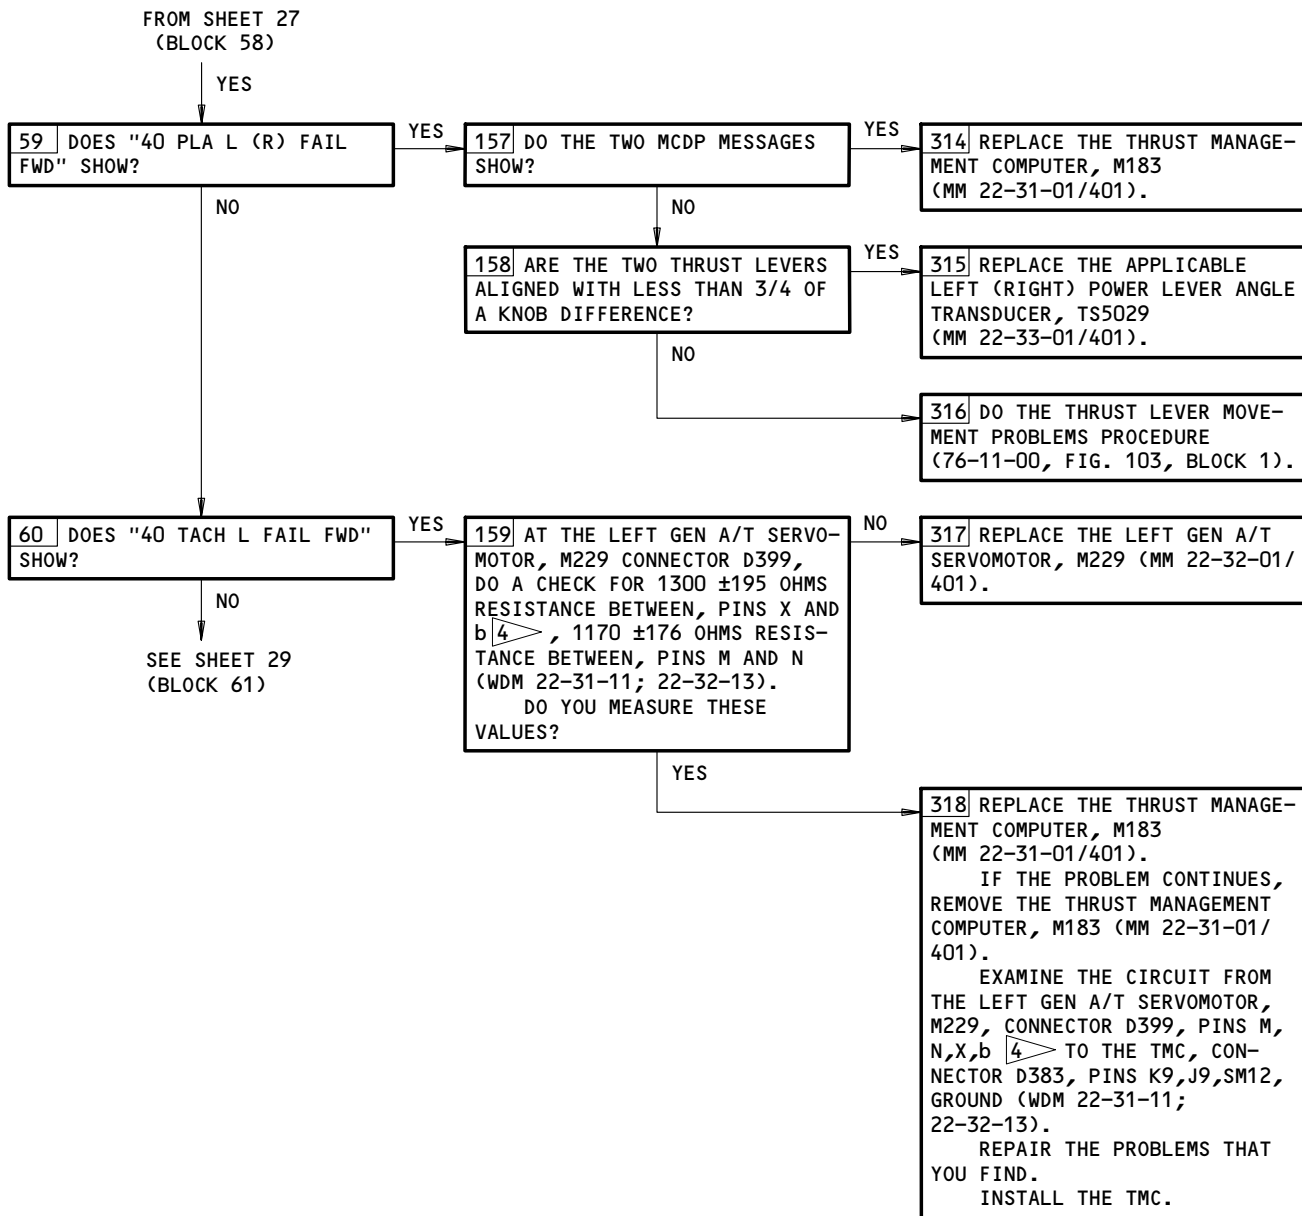 FROM SHEET 27
(BLOCK 58)
YES
59 DOES "40 PLA L (R) FAIL
FWD" SHOW?
YES
157 DO THE TWO MCDP MESSAGES
SHOW?
YES
314 REPLACE THE THRUST MANAGE-
MENT COMPUTER, M183
(MM 22-31-01/401).
NO
NO
158 ARE THE TWO THRUST LEVERS
ALIGNED WITH LESS THAN 3/4 OF
A KNOB DIFFERENCE?
YES
315 REPLACE THE APPLICABLE
LEFT (RIGHT) POWER LEVER ANGLE
TRANSDUCER, TS5029
(MM 22-33-01/401).
NO
316 DO THE THRUST LEVER MOVE-
MENT PROBLEMS PROCEDURE
(76-11-00, FIG. 103, BLOCK 1).
60 DOES "40 TACH L FAIL FWD"
SHOW?
YES
159 AT THE LEFT GEN A/T SERVO-
MOTOR, M229 CONNECTOR D399,
DO A CHECK FOR 1300 ±195 OHMS
RESISTANCE BETWEEN, PINS X AND
b 4 , 1170 ±176 OHMS RESIS-
TANCE BETWEEN, PINS M AND N
(WDM 22-31-11; 22-32-13).
DO YOU MEASURE THESE
VALUES?
NO
317 REPLACE THE LEFT GEN A/T
SERVOMOTOR, M229 (MM 22-32-01/
401).
NO
SEE SHEET 29
(BLOCK 61)
YES
318 REPLACE THE THRUST MANAGE-
MENT COMPUTER, M183
(MM 22-31-01/401).
IF THE PROBLEM CONTINUES,
REMOVE THE THRUST MANAGEMENT
COMPUTER, M183 (MM 22-31-01/
401).
EXAMINE THE CIRCUIT FROM
THE LEFT GEN A/T SERVOMOTOR,
M229, CONNECTOR D399, PINS M,
N,X,b 4 TO THE TMC, CON-
NECTOR D383, PINS K9,J9,SM12,
GROUND (WDM 22-31-11;
22-32-13).
REPAIR THE PROBLEMS THAT
YOU FIND.
INSTALL THE TMC.